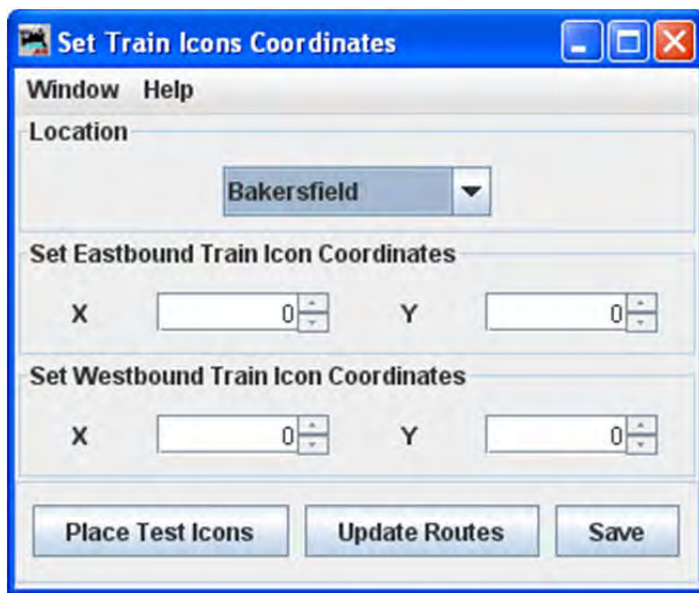 Set Train Icons Coordinates
Window Help
Location
Bakersfield
Set Eastbound Train Icon Coordinates
X 0 Y 0
Set Westbound Train Icon Coordinates
X 0 Y 0
Place Test Icons Update Routes Save